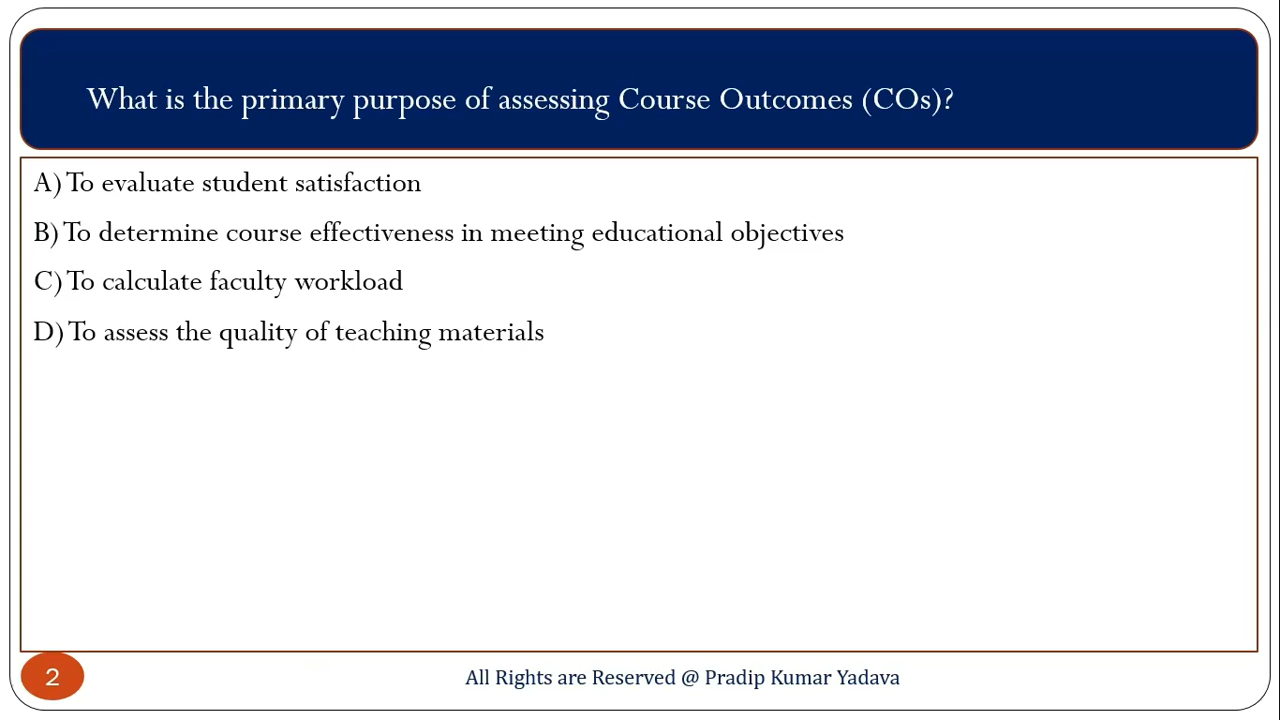 What is the primary purpose of assessing Course Outcomes (COs)?
A) To evaluate student satisfaction
B) To determine course effectiveness in meeting educational objectives
C) To calculate faculty workload
D) To assess the quality of teaching materials
2
All Rights are Reserved @ Pradip Kumar Yadava